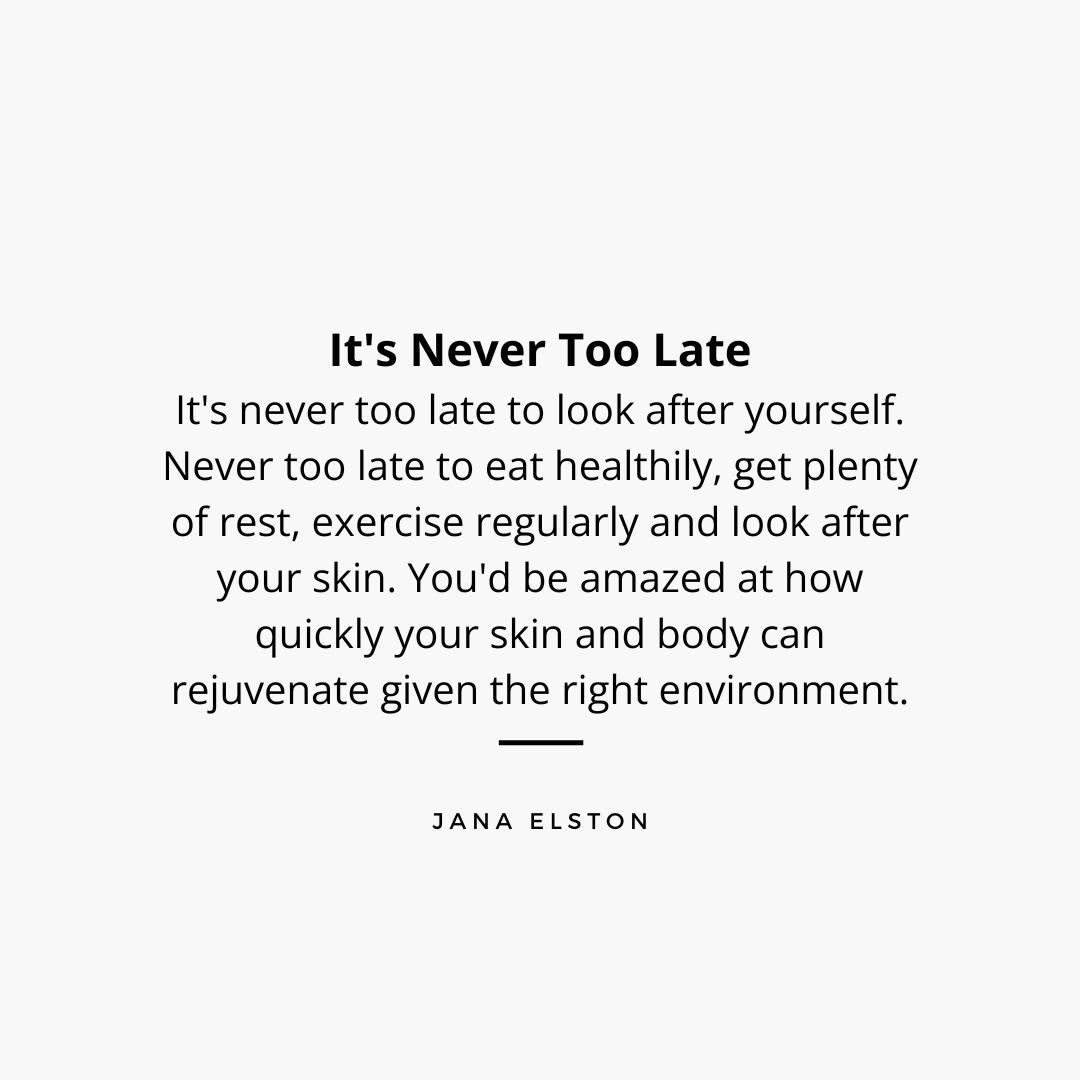 It's Never Too Late
It's never too late to look after yourself.
Never too late to eat healthily, get plenty
of rest, exercise regularly and look after
your skin. You'd be amazed at how
quickly your skin and body can
rejuvenate given the right environment.
JANA ELSTON